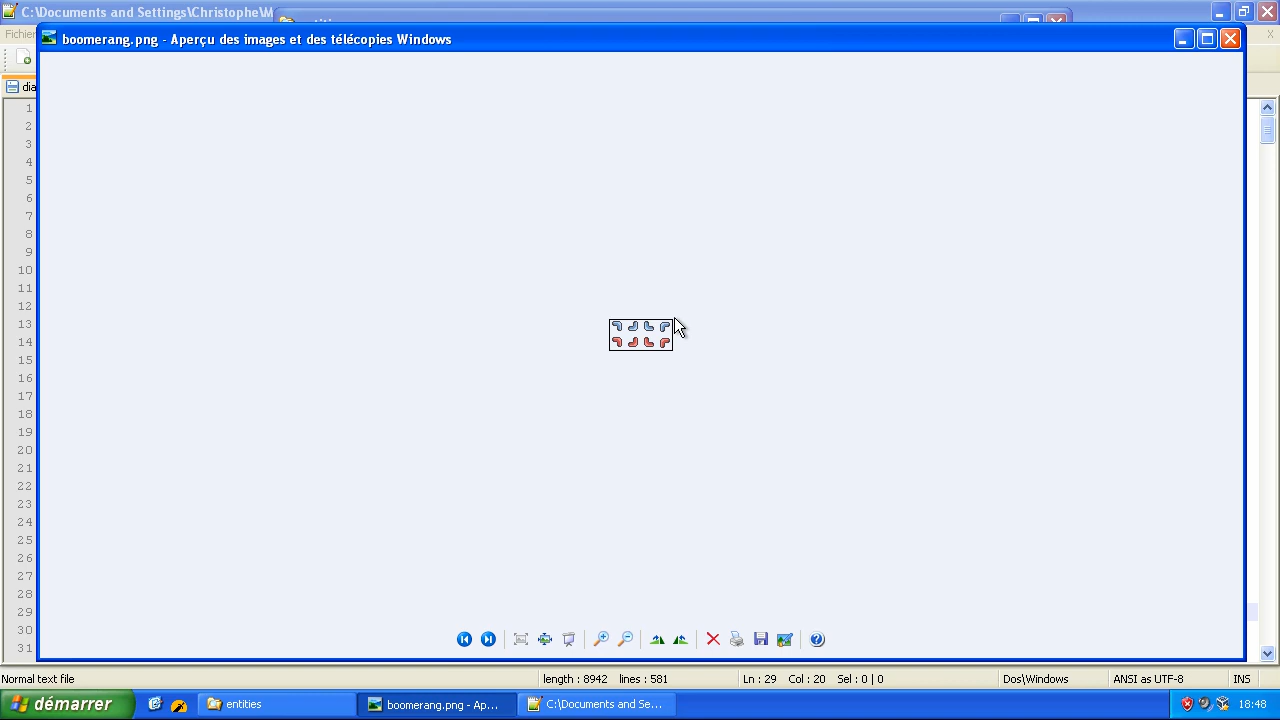 C:\Documents and Settings\Christophe\M
boomerang.png - Aperçu des images et des télécopies Windows
Fichier
X
dia
1
2
3
4
5
6
7
8
9
10
11
12
13
14
15
16
17
18
19
20
21
22
23
24
25
26
27
28
29
30
31
Normal text file
length : 8942 lines : 581
Ln : 29 Col : 20 Sel : 0 | 0
Dos\Windows
ANSI as UTF-8
INS
démarrer
entities
boomerang.png - Ap...
C:\Documents and Se...
18:48